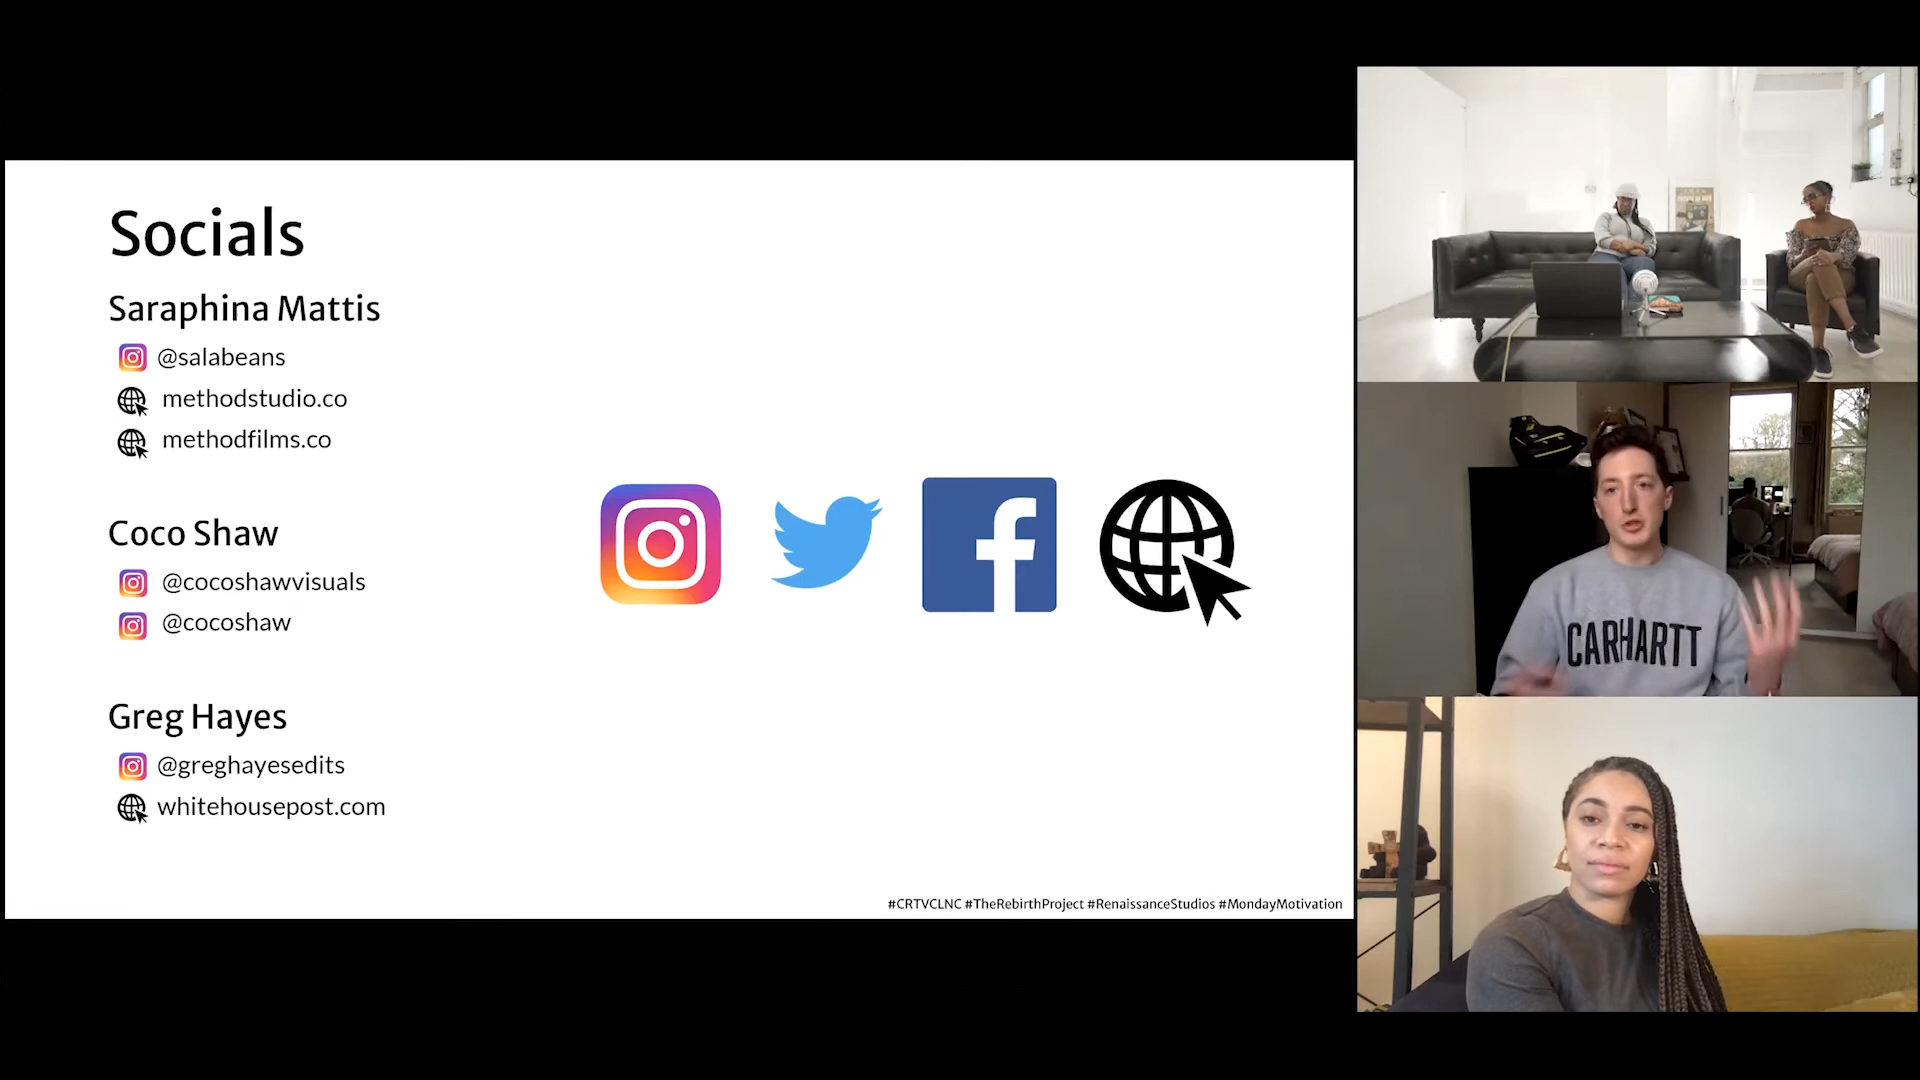 Socials
Saraphina Mattis
@salabeans
methodstudio.co
methodfilms.co
Coco Shaw
@cocoshawvisuals
@cocoshaw
Greg Hayes
@greghayesedits
whitehousepost.com
#CRTVCLNC #TheRebirthProject #RenaissanceStudios #MondayMotivation
CARHARTT